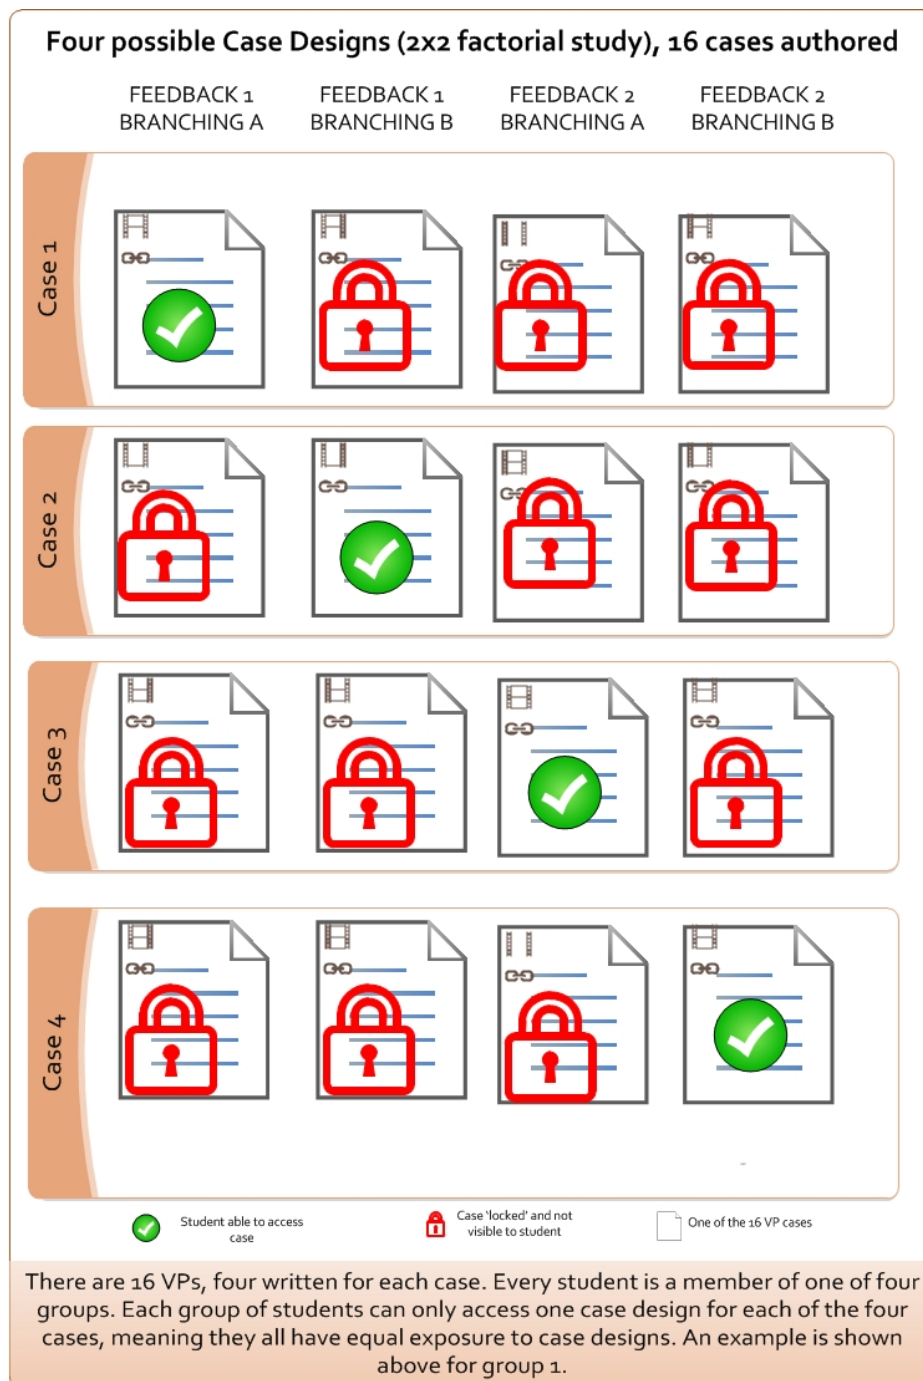 Four possible Case Designs (2x2 factorial study), 16 cases authored
FEEDBACK 1
BRANCHING A
FEEDBACK 1
BRANCHING B
FEEDBACK 2
BRANCHING A
FEEDBACK 2
BRANCHING B
Case 1
Case 2
Case 3
Case 4
Student able to access
case
Case 'locked' and not
visible to student
One of the 16 VP cases
There are 16 VPs, four written for each case. Every student is a member of one of four
groups. Each group of students can only access one case design for each of the four
cases, meaning they all have equal exposure to case designs. An example is shown
above for group 1.